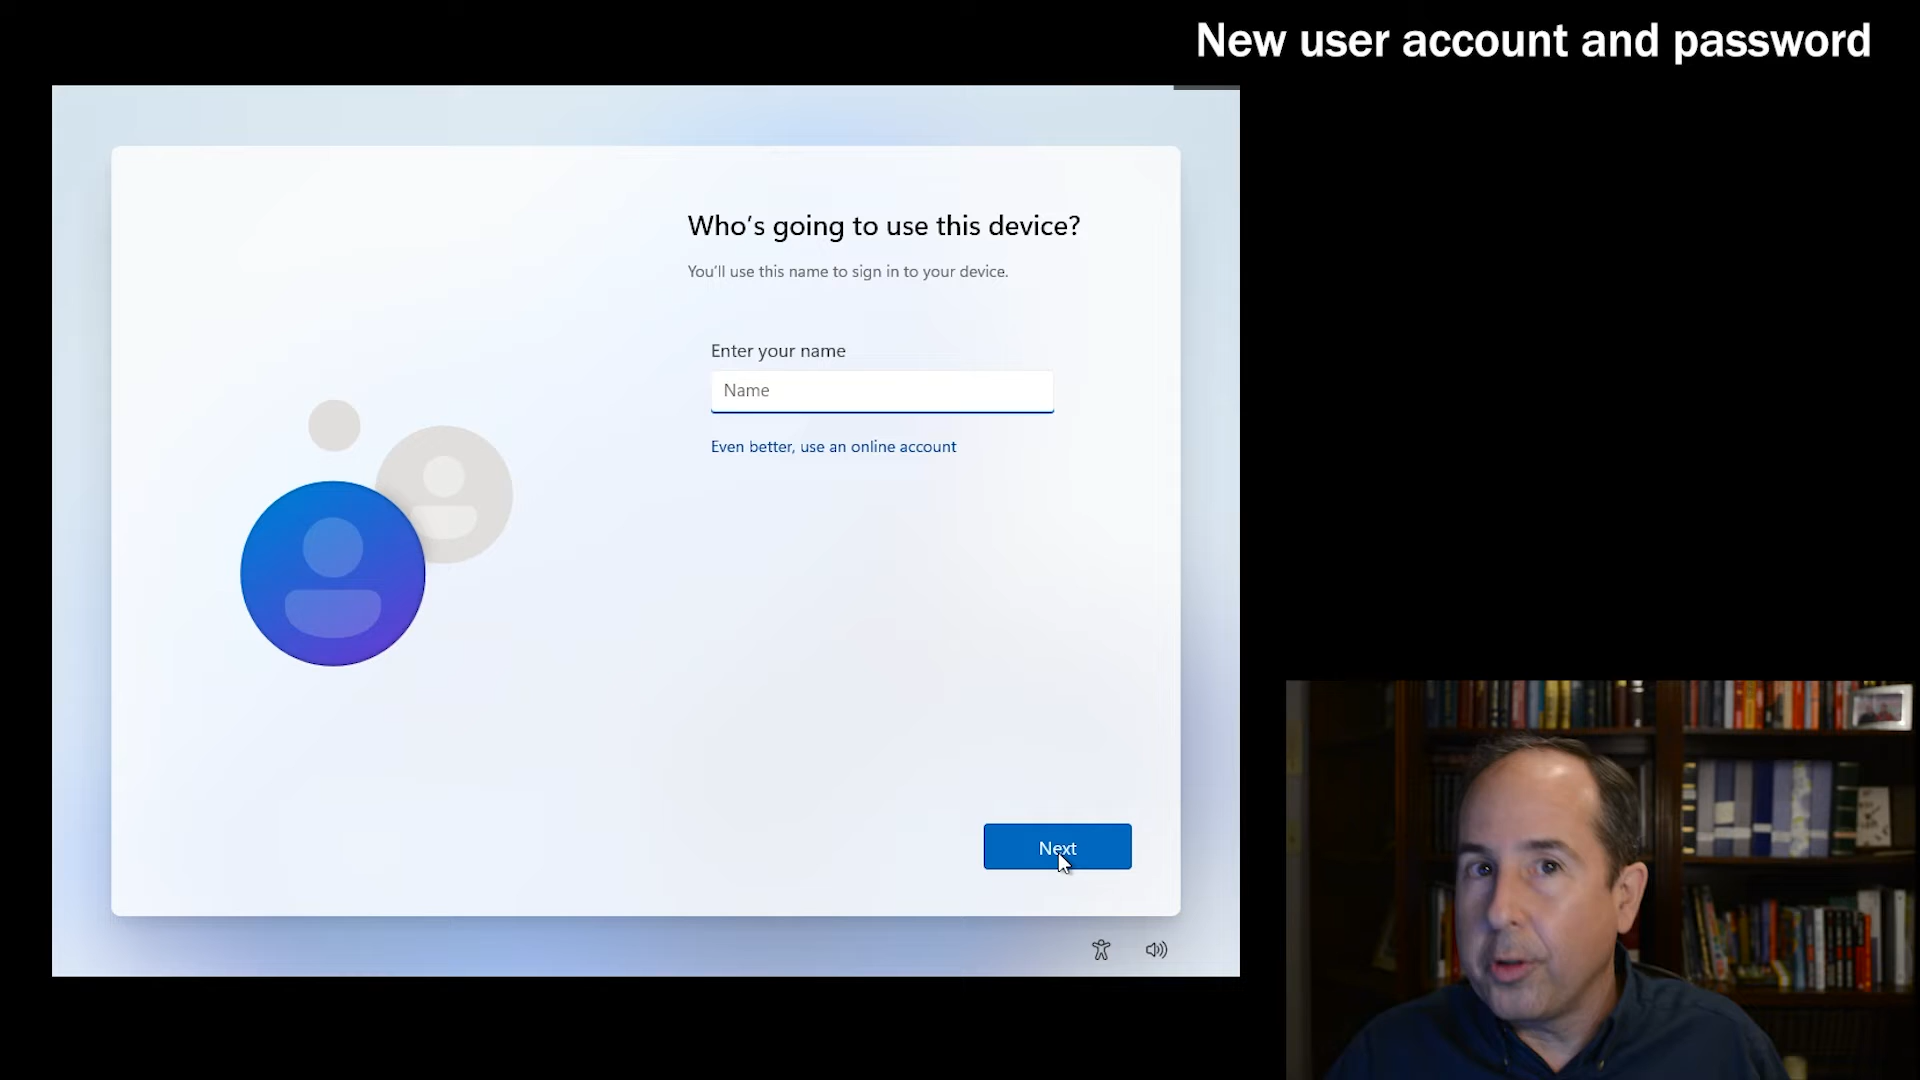 New user account and password
Who's going to use this device?
You'll use this name to sign in to your device.
Enter your name
Name
Even better, use an online account
Next